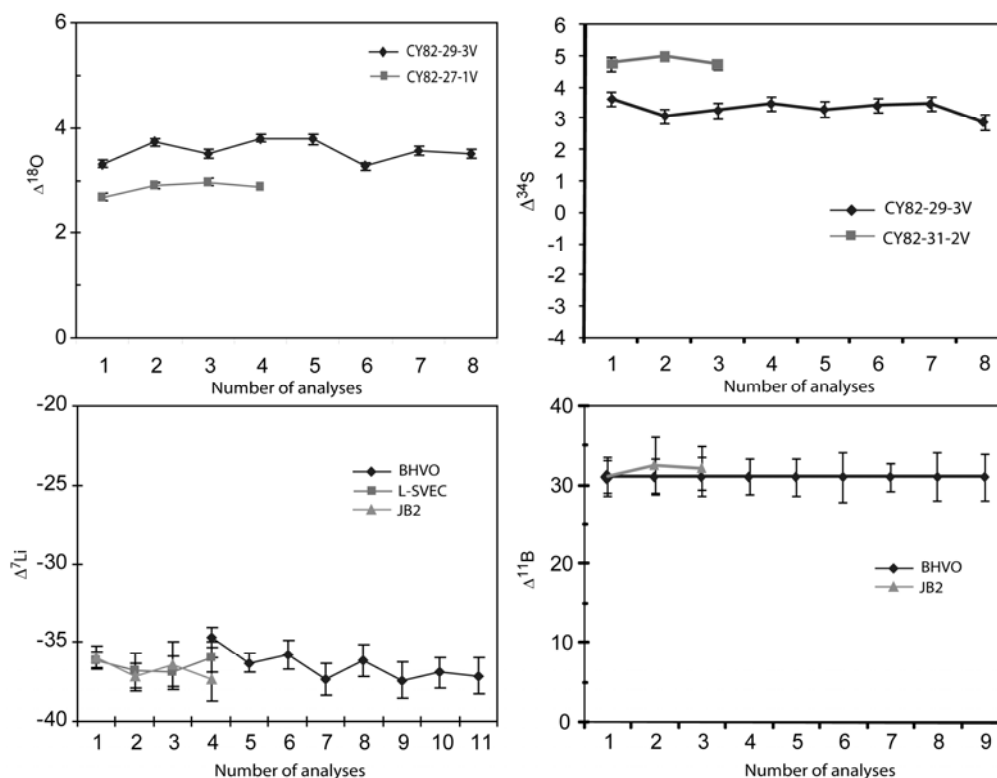 6
4
2
0
Δ18O
CY82-29-3V
CY82-27-1V
1 2 3 4 5 6 7 8
Number of analyses
6
5
4
3
2
1
0
-1
-2
-3
-4
Δ34S
CY82-29-3V
CY82-31-2V
1 2 3 4 5 6 7 8
Number of analyses
-20
-25
-30
-35
-40
Δ7Li
BHVO
L-SVEC
JB2
1 2 3 4 5 6 7 8 9 10 11
Number of analyses
40
30
20
10
0
Δ11B
BHVO
JB2
1 2 3 4 5 6 7 8 9
Number of analyses